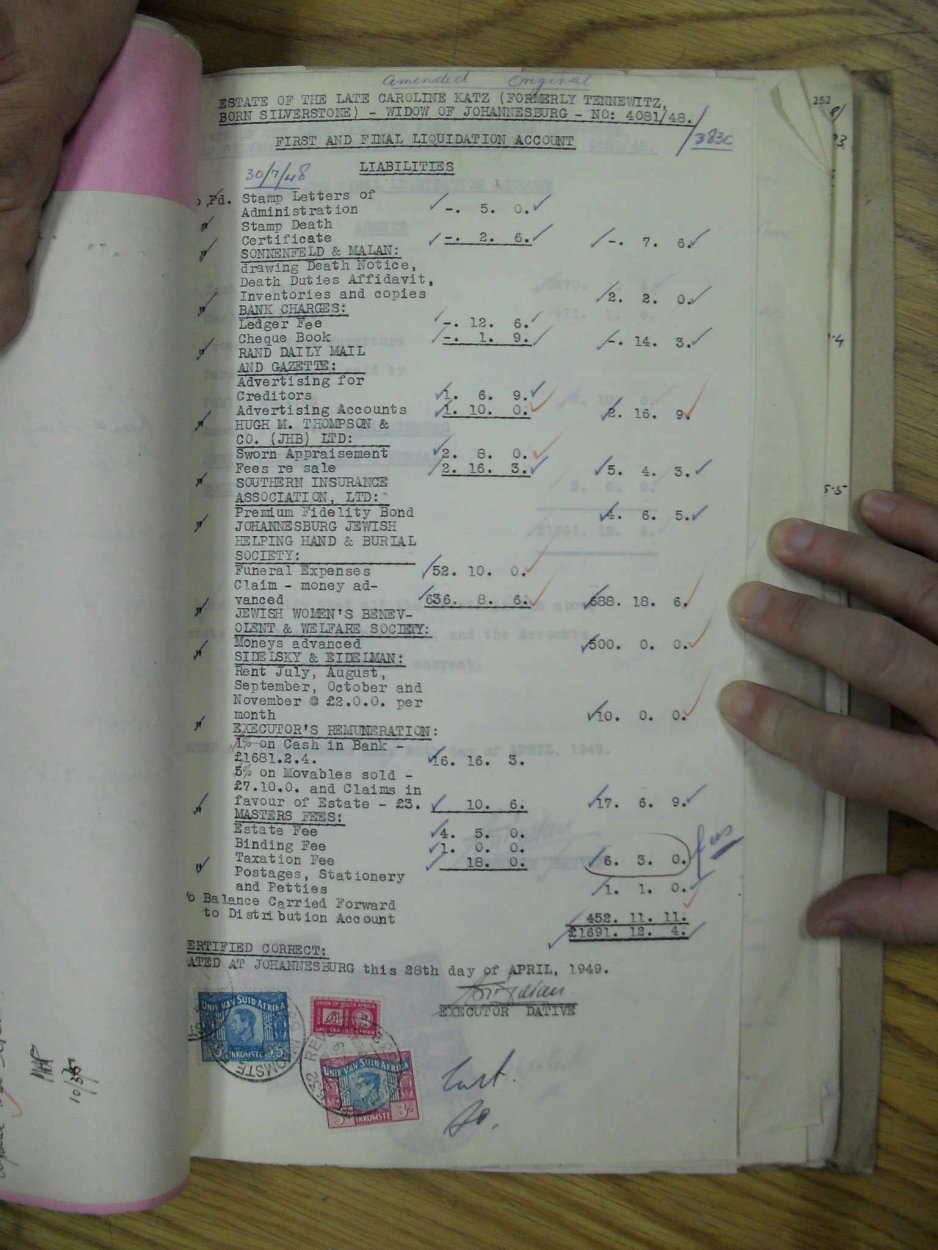 Amended Original
ESTATE OF THE LATE CAROLINE KATZ (FORMERLY TENNEWITZ,
BORN SILVERSTONE) - WIDOW OF JOHANNESBURG - NO: 4081/48.
252
383C
FIRST AND FINAL LIQUIDATION ACCOUNT
LIABILITIES
30/7/48
Pd. Stamp Letters of
Administration -. 5. 0.
" Stamp Death
Certificate -. 2. 6. -. 7. 6.
" SONNENFELD & MALAN:
drawing Death Notice,
Death Duties Affidavit,
Inventories and copies 2. 2. 0.
" BANK CHARGES:
Ledger Fee -. 12. 6.
Cheque Book -. 1. 9. -. 14. 3.
" RAND DAILY MAIL
AND GAZETTE:
Advertising for
Creditors 1. 6. 9.
Advertising Accounts 1. 10. 0. 2. 16. 9.
" HUGH M. THOMPSON &
CO. (JHB) LTD:
Sworn Appraisement 2. 8. 0.
Fees re sale 2. 16. 3. 5. 4. 3.
" SOUTHERN INSURANCE
ASSOCIATION, LTD:-
Premium Fidelity Bond 4. 6. 5.
" JOHANNESBURG JEWISH
HELPING HAND & BURIAL
SOCIETY:
Funeral Expenses 52. 10. 0.
Claim - money ad-
vanced 636. 8. 6. 688. 18. 6.
" JEWISH WOMEN'S BENEV-
OLENT & WELFARE SOCIETY:
Moneys advanced 500. 0. 0.
" SIDELSKY & EIDELMAN:
Rent July, August,
September, October and
November @ £2.0.0. per
month 10. 0. 0.
" EXECUTOR'S REMUNERATION:
1% on Cash in Bank -
£1681.2.4. 16. 16. 3.
5% on Movables sold -
£7.10.0. and Claims in
favour of Estate - £3. 10. 6. 17. 6. 9.
" MASTERS FEES:
Estate Fee 4. 5. 0.
Binding Fee 1. 0. 0.
Taxation Fee 18. 0. 6. 3. 0. fees
" Postages, Stationery
and Petties 1. 1. 0.
o Balance Carried Forward
to Distribution Account 452. 11. 11.
£1691. 12. 4.
ERTIFIED CORRECT:
ATED AT JOHANNESBURG this 28th day of APRIL, 1949.
EXECUTOR DATIVE
UNIE VAN SUID AFRIKA
INKOMSTE
UNION OF SOUTH AFRICA
UNIE VAN SUID AFRIKA
INKOMSTE